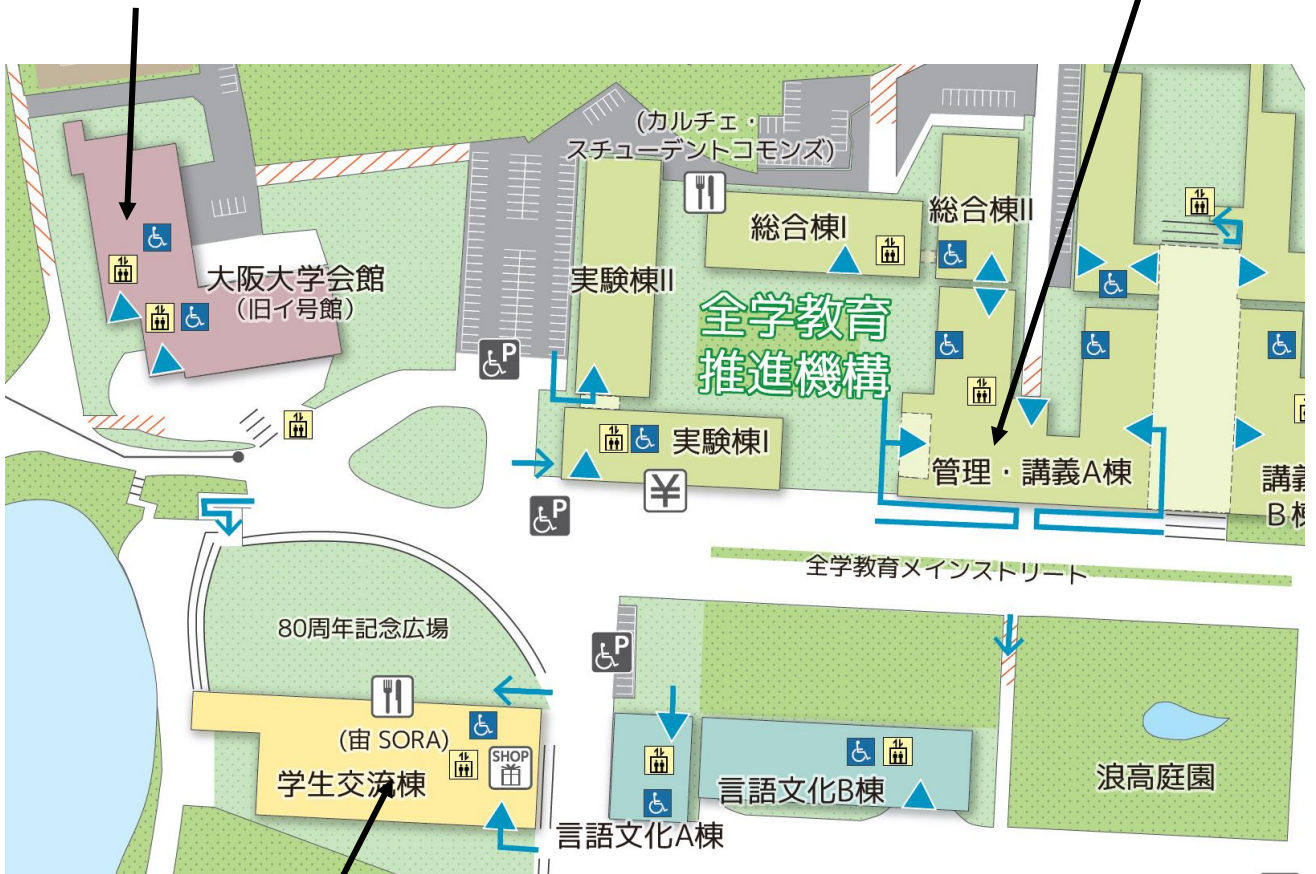 (カルチェ・
スチューデントコモンズ)
総合棟I
総合棟II
大阪大学会館
（旧イ号館）
実験棟II
全学教育
推進機構
P
実験棟I
管理・講義A棟
講義
B棟
¥
P
全学教育メインストリート
80周年記念広場
P
(宙 SORA)
SHOP
学生交流棟
言語文化B棟
浪高庭園
言語文化A棟